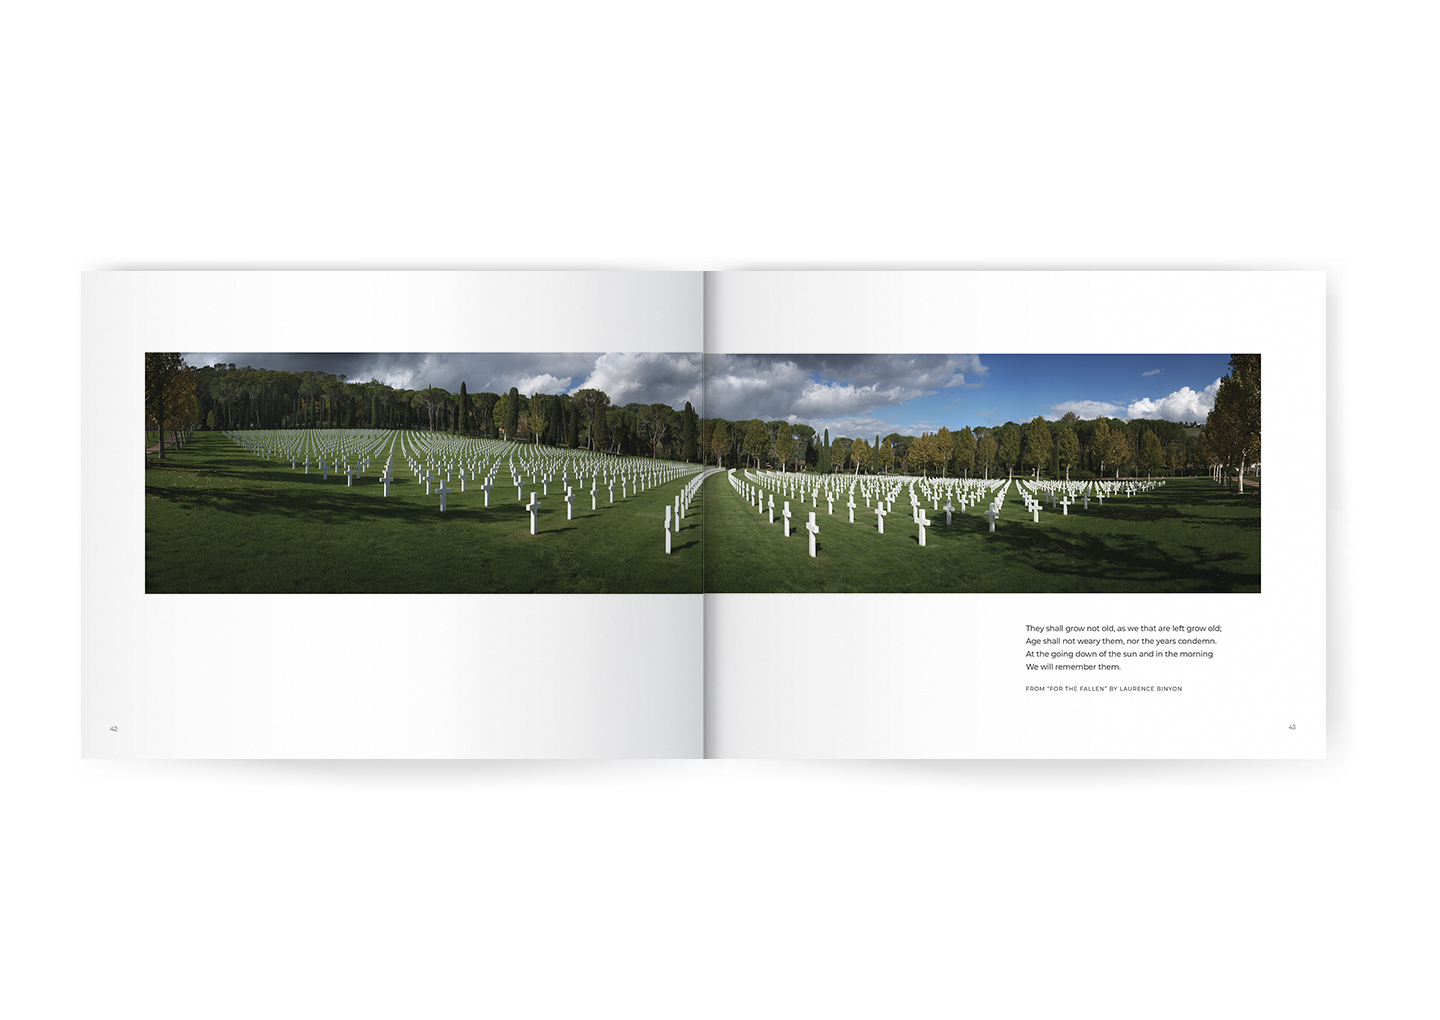 They shall grow not old, as we that are left grow old;
Age shall not weary them, nor the years condemn.
At the going down of the sun and in the morning
We will remember them.
FROM "FOR THE FALLEN" BY LAURENCE BINYON
42
43